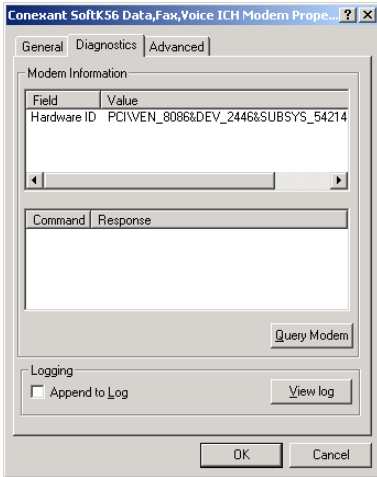 Conexant SoftK56 Data,Fax,Voice ICH Modem Prope... ? X
General Diagnostics Advanced
Modem Information
Field Value
Hardware ID PCI\VEN_8086&DEV_2446&SUBSYS_54214
Command Response
Query Modem
Logging
Append to Log
View log
OK Cancel